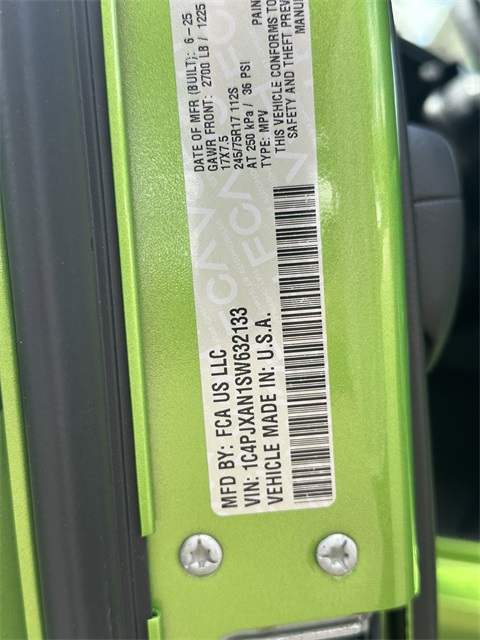 MFD BY: FCA US LLC
VIN: 1C4PJXAN1SW632133
VEHICLE MADE IN: U.S.A.
DATE OF MFR (BUILT): 6-25
GAWR FRONT: 2700 LB / 1225
17X7.5
245/75R17 112S
AT 250 kPa / 36 PSI
TYPE: MPV
THIS VEHICLE CONFORMS TO
SAFETY AND THEFT PREV
MANU
PAIN